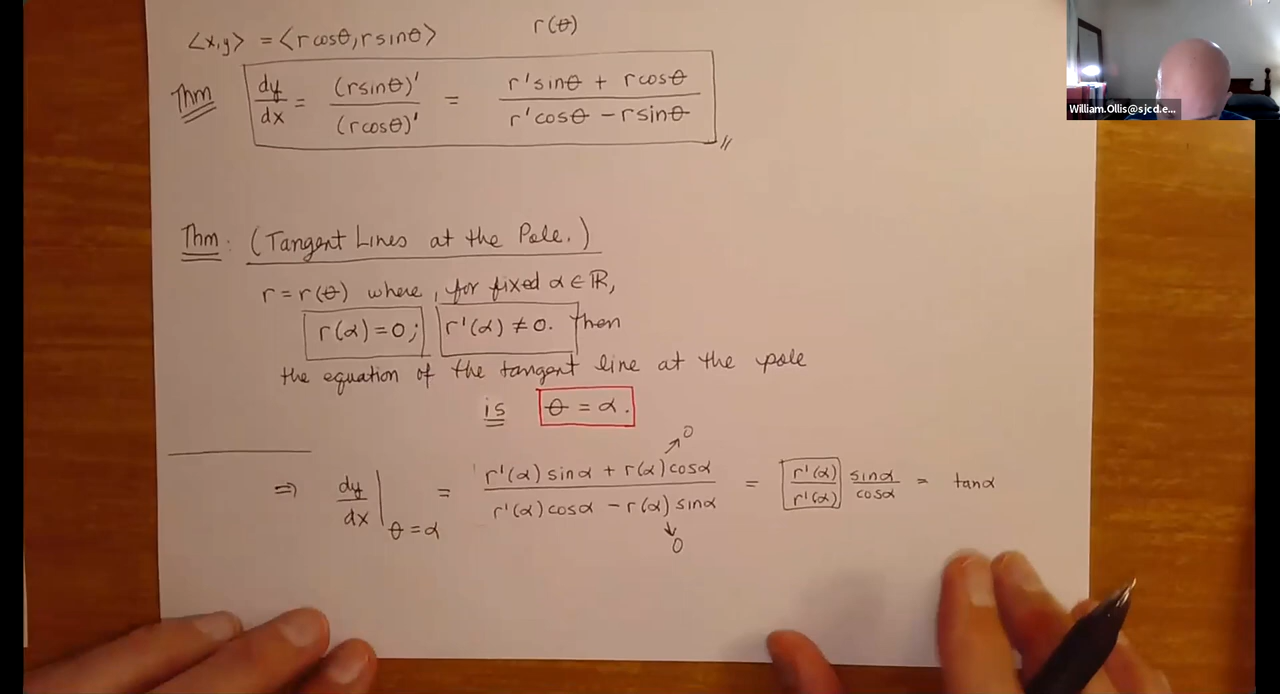 <x,y> = <r cosθ, r sinθ> r(θ)
Thm dy/dx = (r sinθ)'/(r cosθ)' = (r' sinθ + r cosθ)/(r' cosθ - r sinθ) //
William.Ollis@sjcd.e...
Thm: (Tangent Lines at the Pole.)
r = r(θ) where, for fixed α ∈ ℝ,
r(α) = 0; r'(α) ≠ 0. Then
the equation of the tangent line at the pole
is θ = α.
⇒ dy/dx |θ=α = (r'(α) sinα + r(α) cosα →0)/(r'(α) cosα - r(α) sinα →0) = r'(α)/r'(α) sinα/cosα = tanα